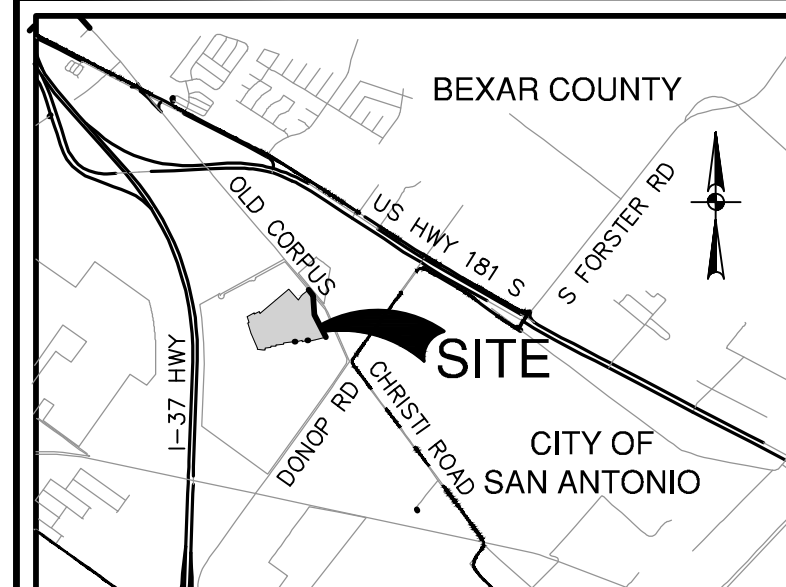 BEXAR COUNTY
OLD CORPUS
US HWY 181 S
S FORSTER RD
SITE
I-37 HWY
DONOP RD
CHRISTI ROAD
CITY OF
SAN ANTONIO